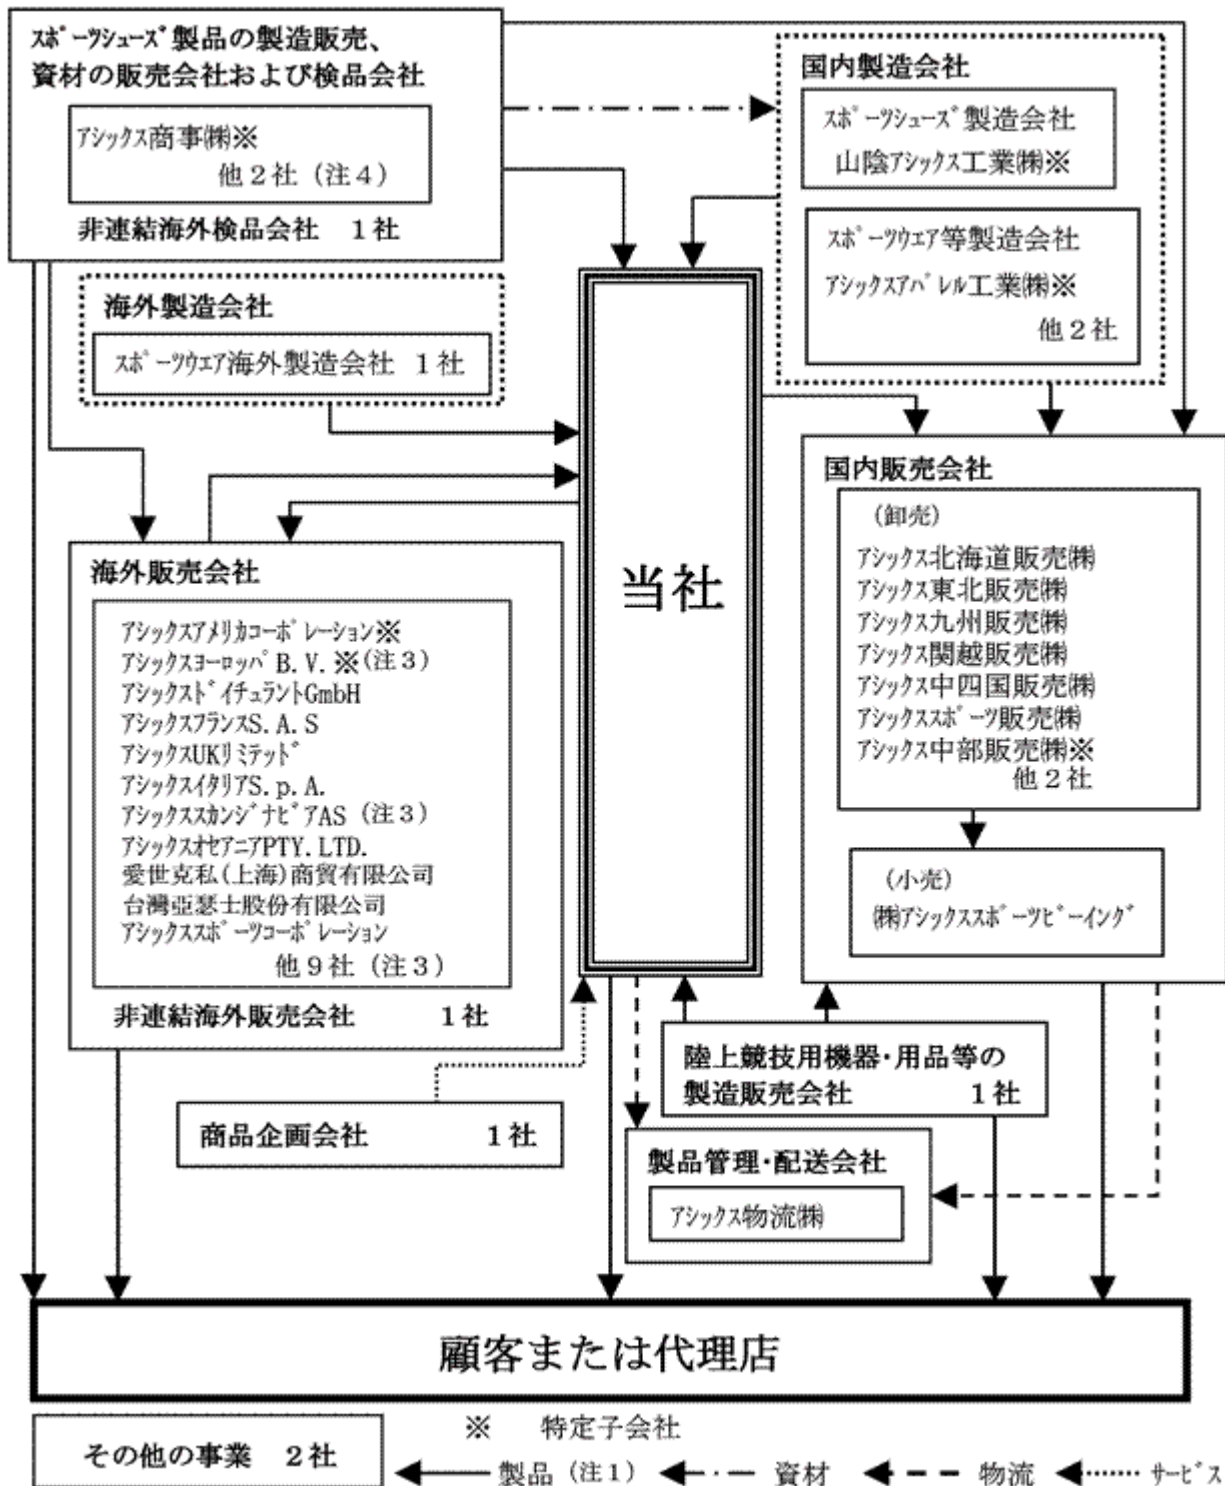 ｽﾎﾟｰﾂｼｭｰｽﾞ製品の製造販売、
資材の販売会社および検品会社
ｱｼｯｸｽ商事㈱※
他２社（注４）
非連結海外検品会社　１社
国内製造会社
ｽﾎﾟｰﾂｼｭｰｽﾞ製造会社
山陰ｱｼｯｸｽ工業㈱※
ｽﾎﾟｰﾂｳｴｱ等製造会社
ｱｼｯｸｽｱﾊﾟﾚﾙ工業㈱※
他２社
海外製造会社
ｽﾎﾟｰﾂｳｴｱ海外製造会社　１社
当社
国内販売会社
（卸売）
ｱｼｯｸｽ北海道販売㈱
ｱｼｯｸｽ東北販売㈱
ｱｼｯｸｽ九州販売㈱
ｱｼｯｸｽ関越販売㈱
ｱｼｯｸｽ中四国販売㈱
ｱｼｯｸｽｽﾎﾟｰﾂ販売㈱
ｱｼｯｸｽ中部販売㈱※
他２社
（小売）
㈱ｱｼｯｸｽｽﾎﾟｰﾂﾋﾞｰｲﾝｸﾞ
海外販売会社
ｱｼｯｸｽｱﾒﾘｶｺｰﾎﾟﾚｰｼｮﾝ※
ｱｼｯｸｽﾖｰﾛｯﾊﾟB.V.※(注３)
ｱｼｯｸｽﾄﾞｲﾁｭﾗﾝﾄGmbH
ｱｼｯｸｽﾌﾗﾝｽS.A.S
ｱｼｯｸｽUKﾘﾐﾃｯﾄﾞ
ｱｼｯｸｽｲﾀﾘｱS.p.A.
ｱｼｯｸｽｽｶﾝｼﾞﾅﾋﾞｱAS（注３）
ｱｼｯｸｽｵｾｱﾆｱPTY.LTD.
愛世克私(上海)商貿有限公司
台灣亞瑟士股份有限公司
ｱｼｯｸｽｽﾎﾟｰﾂｺｰﾎﾟﾚｰｼｮﾝ
他９社（注３）
非連結海外販売会社　１社
陸上競技用機器・用品等の
製造販売会社　１社
商品企画会社　１社
製品管理・配送会社
ｱｼｯｸｽ物流㈱
顧客または代理店
その他の事業　２社
※　特定子会社
製品（注１）　資材　物流　ｻｰﾋﾞｽ